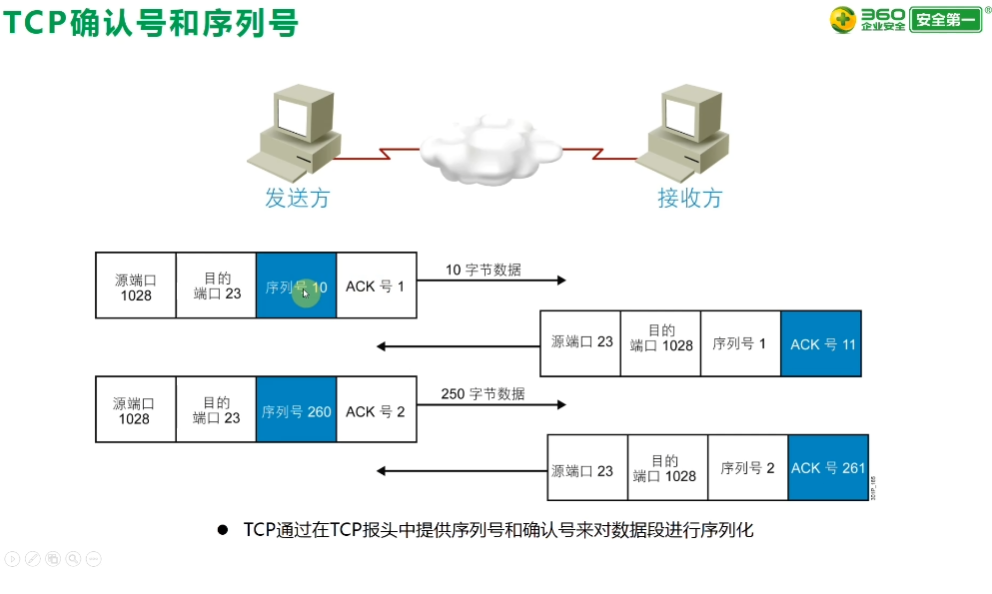 TCP确认号和序列号
360
企业安全
安全第一
®
发送方
接收方
源端口
1028
目的
端口 23
序列号 10
ACK 号 1
10 字节数据
源端口 23
目的
端口 1028
序列号 1
ACK 号 11
源端口
1028
目的
端口 23
序列号 260
ACK 号 2
250 字节数据
源端口 23
目的
端口 1028
序列号 2
ACK 号 261
● TCP通过在TCP报头中提供序列号和确认号来对数据段进行序列化